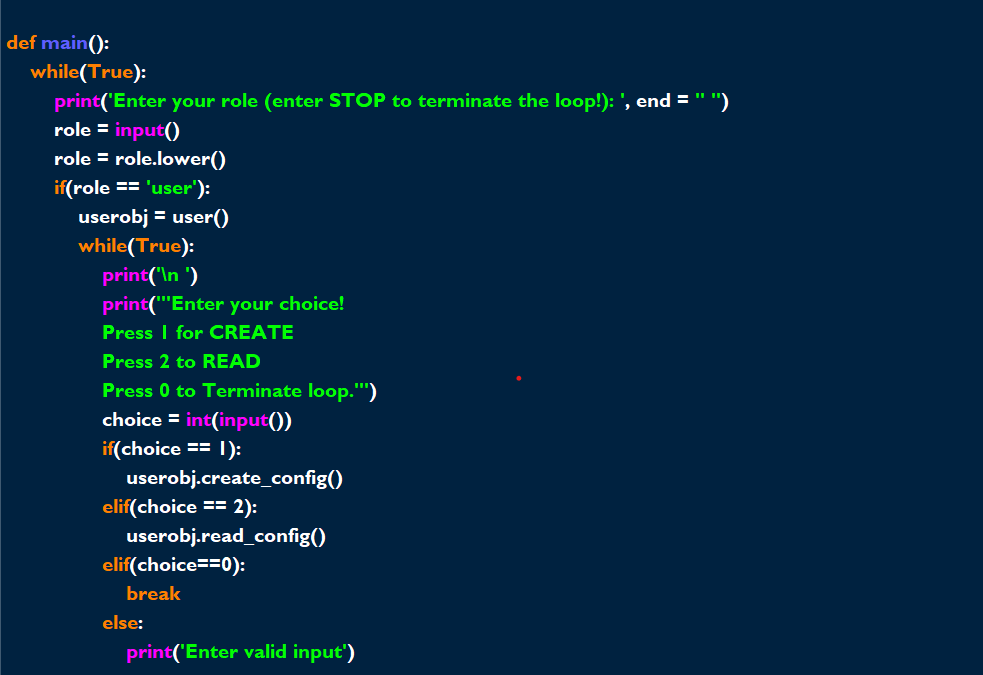 def main():
    while(True):
        print('Enter your role (enter STOP to terminate the loop!): ', end = " ")
        role = input()
        role = role.lower()
        if(role == 'user'):
            userobj = user()
            while(True):
                print('\n ')
                print('''Enter your choice!
                Press 1 for CREATE
                Press 2 to READ
                Press 0 to Terminate loop.''')
                choice = int(input())
                if(choice == 1):
                    userobj.create_config()
                elif(choice == 2):
                    userobj.read_config()
                elif(choice==0):
                    break
                else:
                    print('Enter valid input')